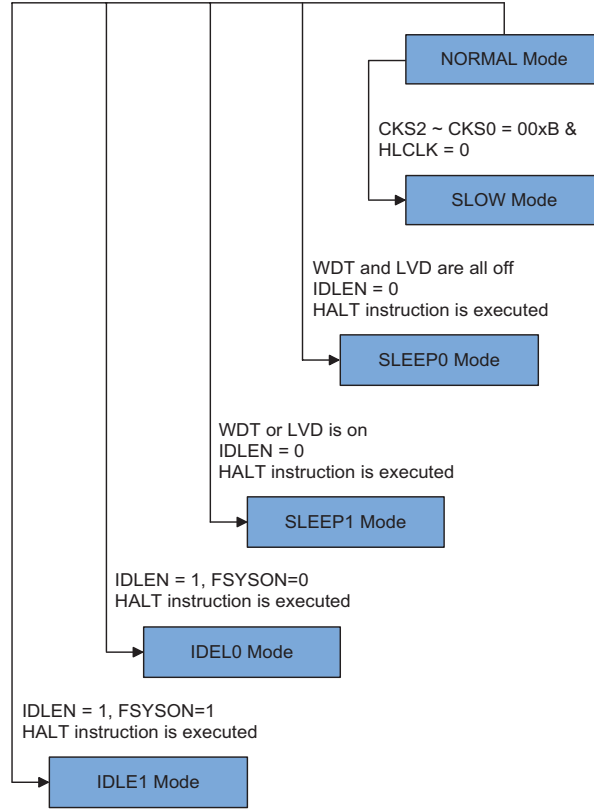 NORMAL Mode
CKS2 ~ CKS0 = 00xB &
HLCLK = 0
SLOW Mode
WDT and LVD are all off
IDLEN = 0
HALT instruction is executed
SLEEP0 Mode
WDT or LVD is on
IDLEN = 0
HALT instruction is executed
SLEEP1 Mode
IDLEN = 1, FSYSON=0
HALT instruction is executed
IDEL0 Mode
IDLEN = 1, FSYSON=1
HALT instruction is executed
IDLE1 Mode